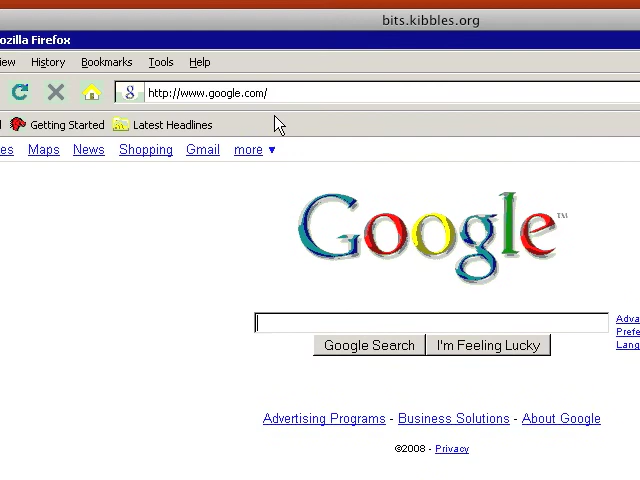 bits.kibbles.org
ozilla Firefox
iew History Bookmarks Tools Help
g http://www.google.com/
Getting Started Latest Headlines
es Maps News Shopping Gmail more ▼
Google™
Adva
Prefe
Lang
Google Search I'm Feeling Lucky
Advertising Programs - Business Solutions - About Google
©2008 - Privacy